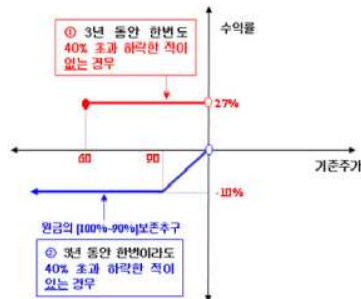 수익률
① 3년 동안 한번도
40% 초과 하락한 적이
있는 경우
27%
60
90
기준주가
-10%
원금의 [100%~90%]보존추구
② 3년 동안 한번이라도
40% 초과 하락한 적이
있는 경우